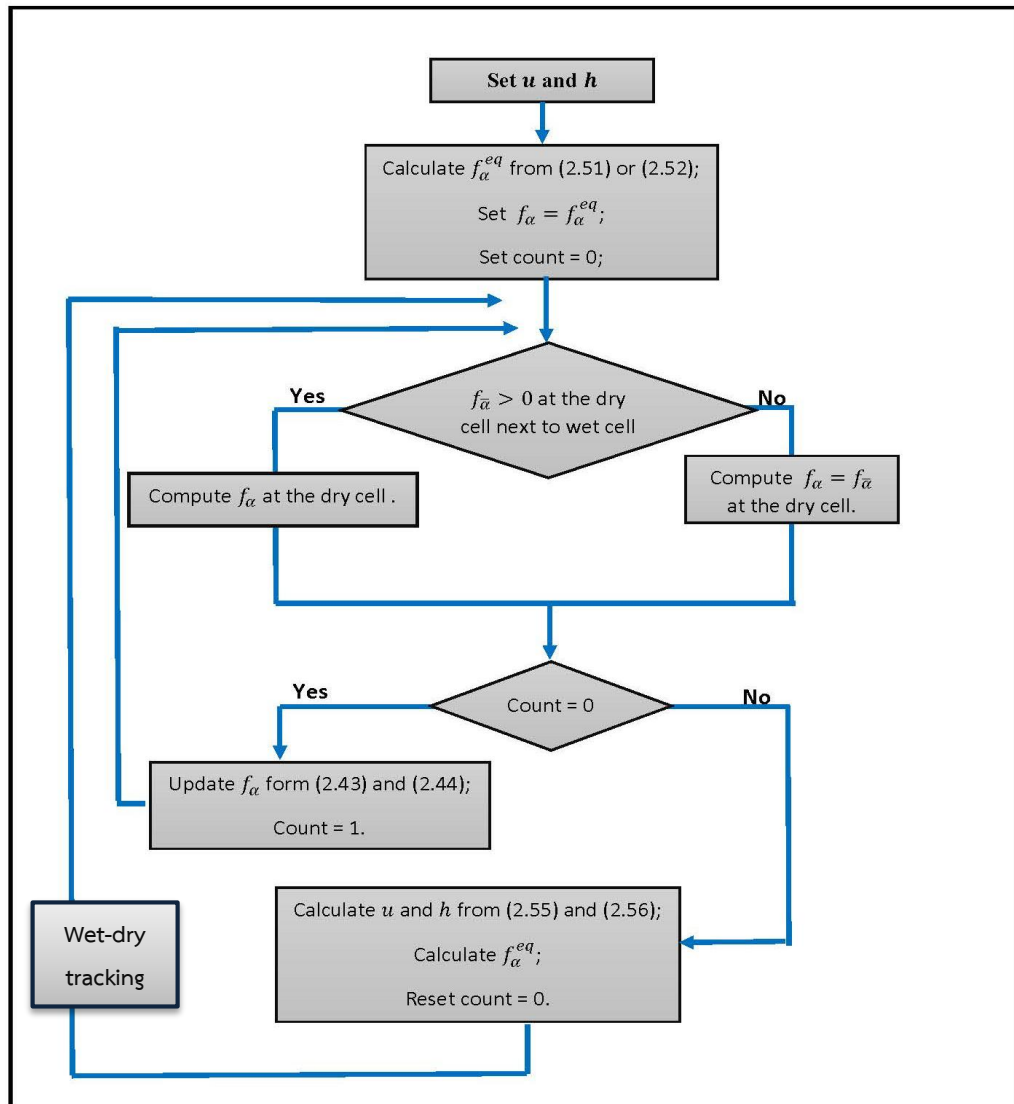 Set u and h
Calculate f_α^{eq} from (2.51) or (2.52);
Set f_α = f_α^{eq};
Set count = 0;
Yes
f_ᾱ > 0 at the dry
cell next to wet cell
No
Compute f_α at the dry cell .
Compute f_α = f_ᾱ
at the dry cell.
Yes
Count = 0
No
Update f_α form (2.43) and (2.44);
Count = 1.
Calculate u and h from (2.55) and (2.56);
Calculate f_α^{eq};
Reset count = 0.
Wet-dry
tracking